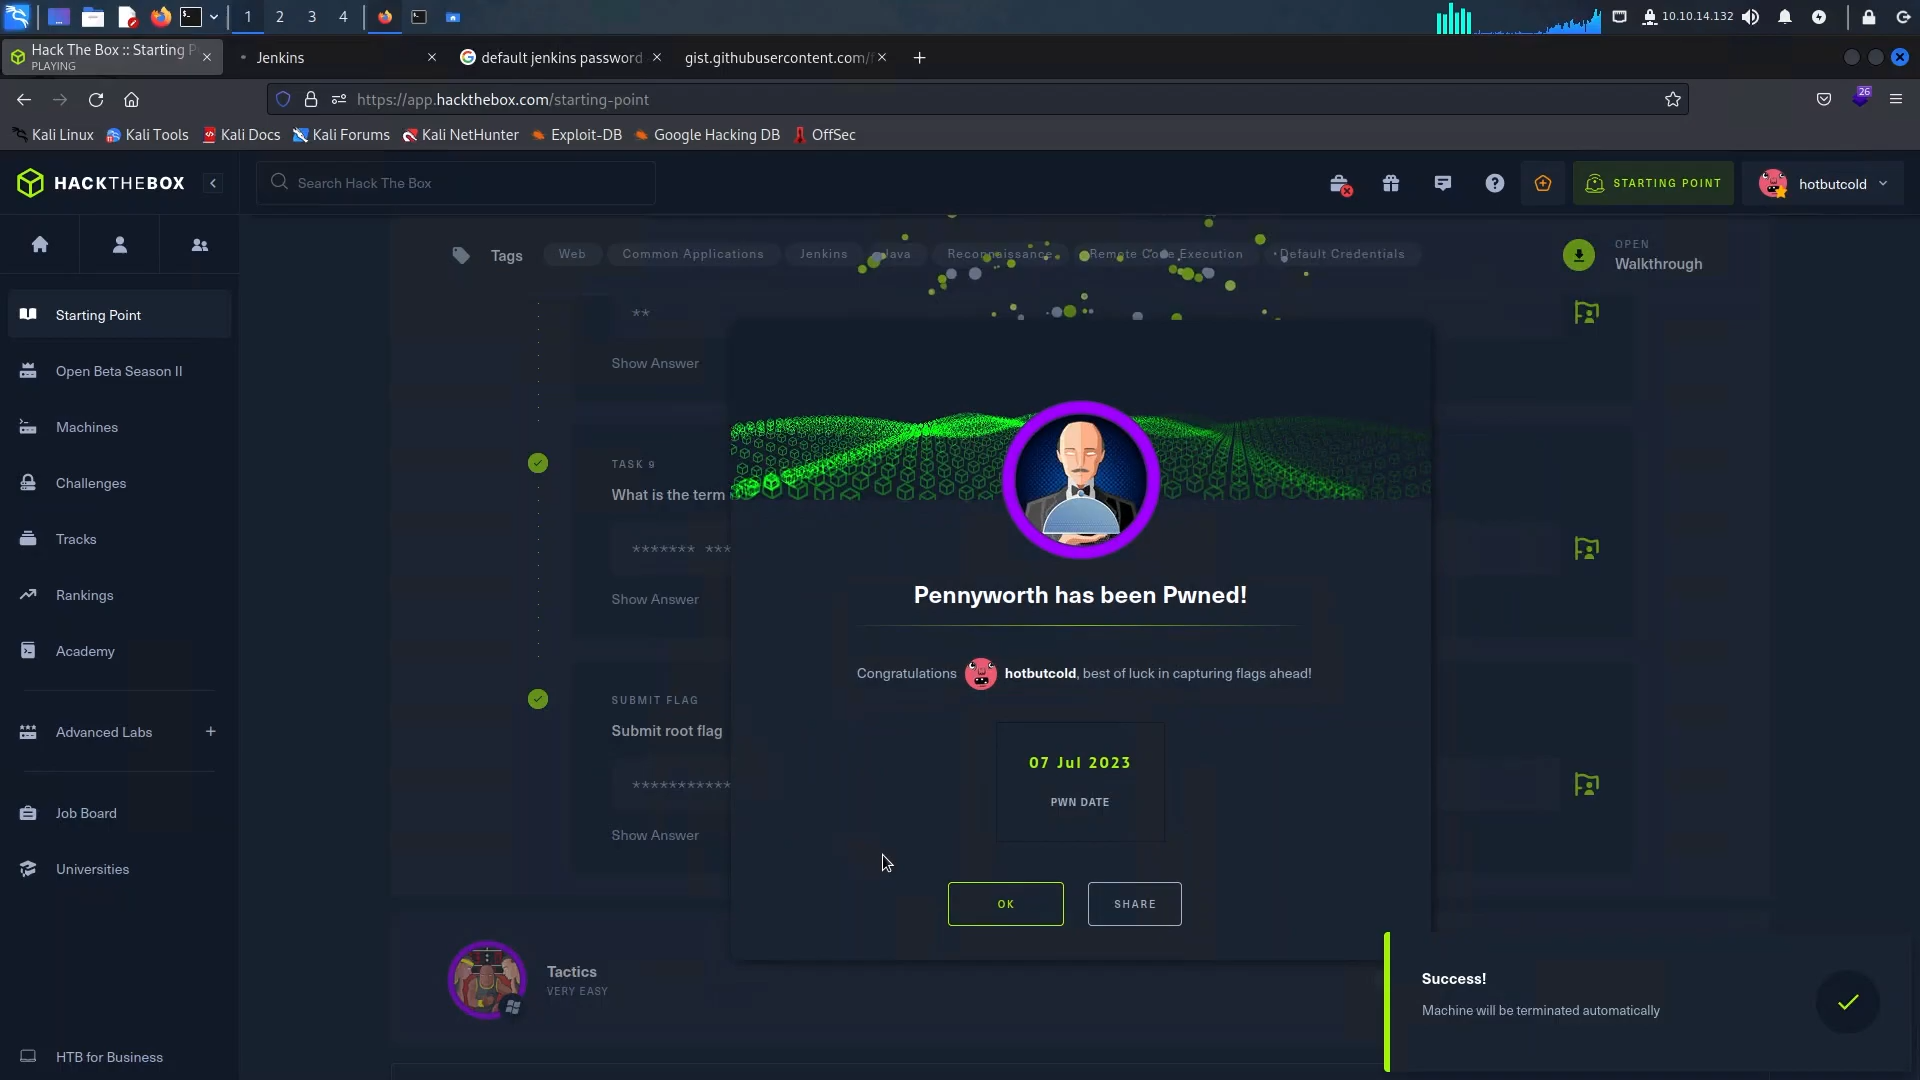 1 2 3 4
10.10.14.132
Hack The Box :: Starting P
PLAYING
Jenkins
default jenkins password
gist.githubusercontent.com/
https://app.hackthebox.com/starting-point
26
Kali Linux
Kali Tools
Kali Docs
Kali Forums
Kali NetHunter
Exploit-DB
Google Hacking DB
OffSec
HACKTHEBOX
Search Hack The Box
STARTING POINT
hotbutcold
Starting Point
Open Beta Season II
Machines
Challenges
Tracks
Rankings
Academy
Advanced Labs +
Job Board
Universities
HTB for Business
Tags
Web
Common Applications
Jenkins
Java
Reconnaissance
Remote Code Execution
Default Credentials
OPEN
Walkthrough
**
Show Answer
TASK 9
What is the term
******* ***
Show Answer
SUBMIT FLAG
Submit root flag
***********
Show Answer
Pennyworth has been Pwned!
Congratulations hotbutcold, best of luck in capturing flags ahead!
07 Jul 2023
PWN DATE
OK
SHARE
Tactics
VERY EASY
Success!
Machine will be terminated automatically